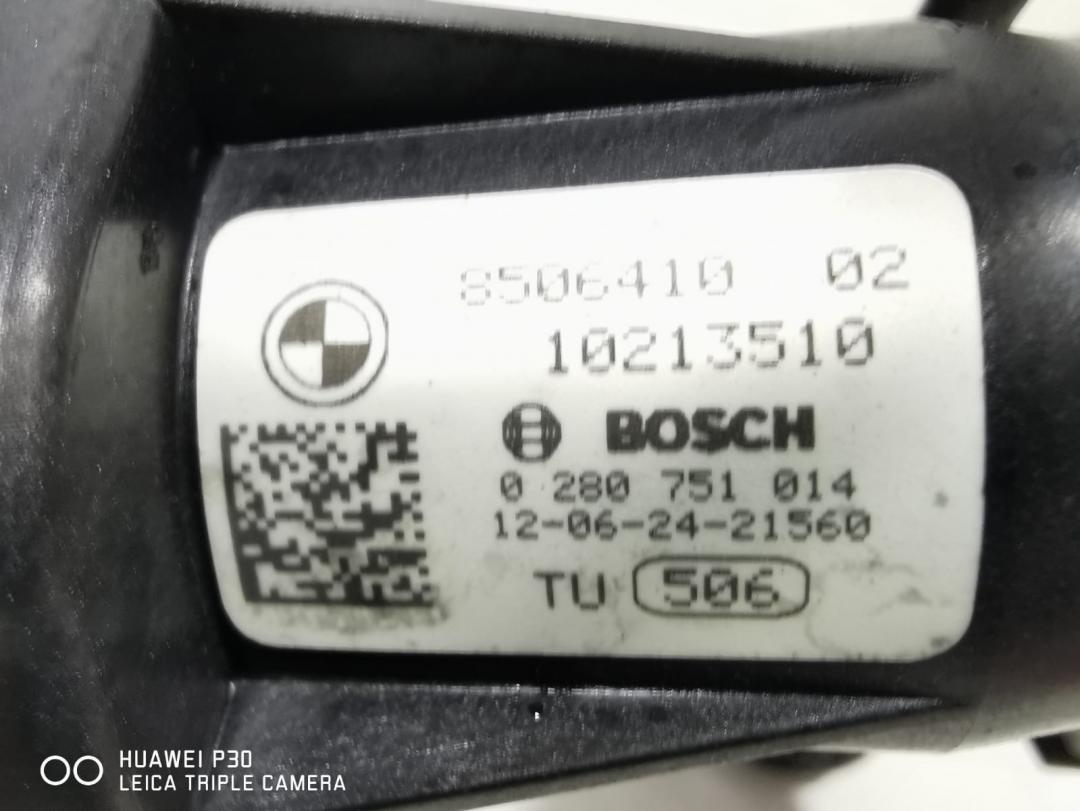 8506410 02
10213510
BOSCH
0 280 751 014
12-06-24-21560
TU 506
HUAWEI P30
LEICA TRIPLE CAMERA